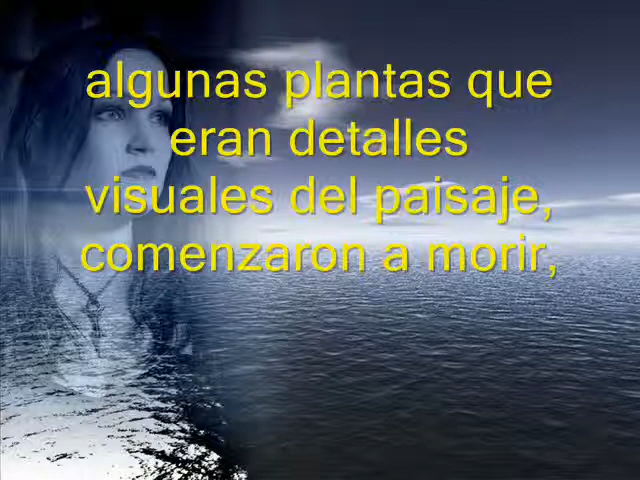 algunas plantas que
eran detalles
visuales del paisaje,
comenzaron a morir,